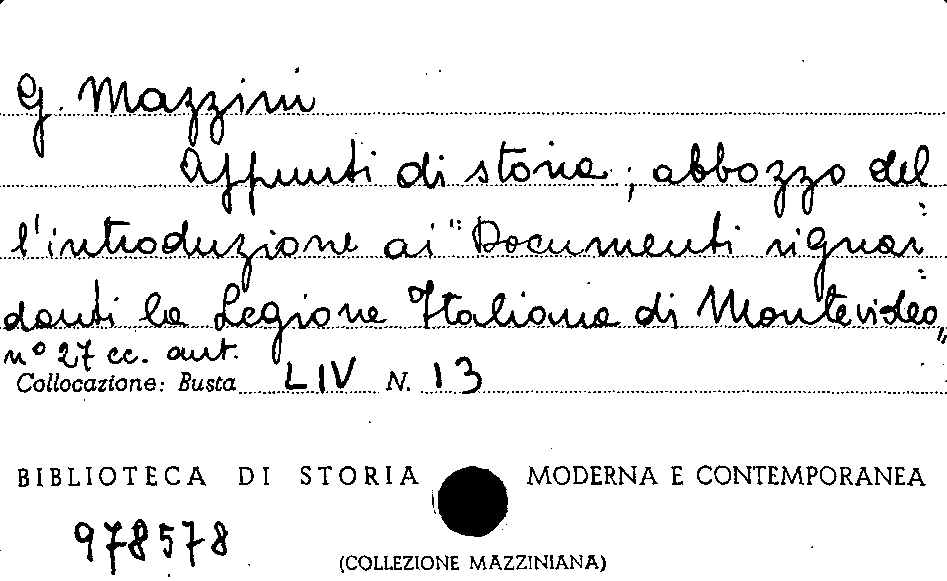 G. Mazzini
Appunti di storia; abbozzo del
l'introduzione ai "Documenti riguar
danti la Legione Italiana di Montevideo"
n° 27 cc. aut.
Collocazione: Busta LIV N. 13
BIBLIOTECA DI STORIA MODERNA E CONTEMPORANEA
978578
(COLLEZIONE MAZZINIANA)